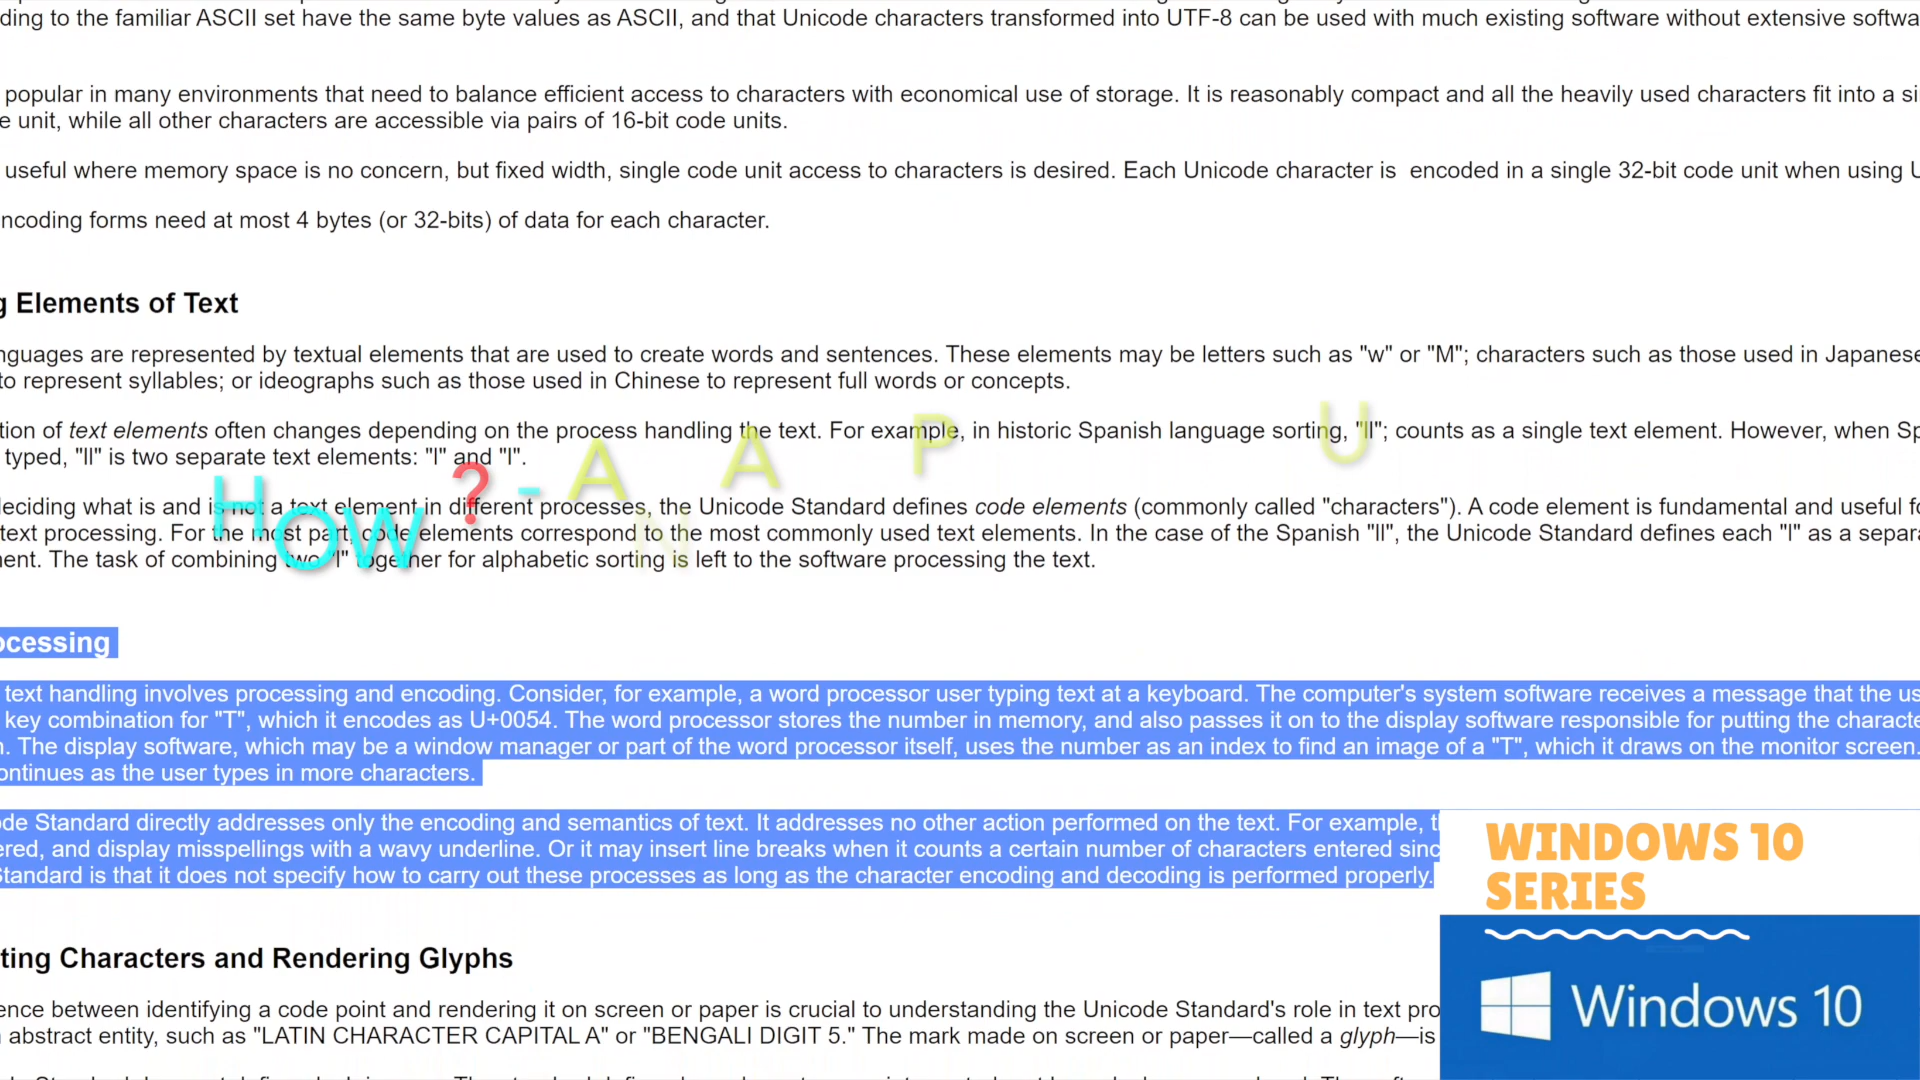 ding to the familiar ASCII set have the same byte values as ASCII, and that Unicode characters transformed into UTF-8 can be used with much existing software without extensive softwa
popular in many environments that need to balance efficient access to characters with economical use of storage. It is reasonably compact and all the heavily used characters fit into a si
e unit, while all other characters are accessible via pairs of 16-bit code units.
useful where memory space is no concern, but fixed width, single code unit access to characters is desired. Each Unicode character is encoded in a single 32-bit code unit when using U
ncoding forms need at most 4 bytes (or 32-bits) of data for each character.
g Elements of Text
nguages are represented by textual elements that are used to create words and sentences. These elements may be letters such as "w" or "M"; characters such as those used in Japanese
to represent syllables; or ideographs such as those used in Chinese to represent full words or concepts.
tion of text elements often changes depending on the process handling the text. For example, in historic Spanish language sorting, "ll"; counts as a single text element. However, when Sp
typed, "ll" is two separate text elements: "l" and "l".
How ? - A N A P U
deciding what is and is not a text element in different processes, the Unicode Standard defines code elements (commonly called "characters"). A code element is fundamental and useful fo
text processing. For the most part, code elements correspond to the most commonly used text elements. In the case of the Spanish "ll", the Unicode Standard defines each "l" as a separa
ent. The task of combining two "l" together for alphabetic sorting is left to the software processing the text.
ocessing
text handling involves processing and encoding. Consider, for example, a word processor user typing text at a keyboard. The computer's system software receives a message that the us
key combination for "T", which it encodes as U+0054. The word processor stores the number in memory, and also passes it on to the display software responsible for putting the characte
n. The display software, which may be a window manager or part of the word processor itself, uses the number as an index to find an image of a "T", which it draws on the monitor screen.
ontinues as the user types in more characters.
de Standard directly addresses only the encoding and semantics of text. It addresses no other action performed on the text. For example, t
ered, and display misspellings with a wavy underline. Or it may insert line breaks when it counts a certain number of characters entered sinc
Standard is that it does not specify how to carry out these processes as long as the character encoding and decoding is performed properly.
WINDOWS 10
SERIES
Windows 10
ting Characters and Rendering Glyphs
ence between identifying a code point and rendering it on screen or paper is crucial to understanding the Unicode Standard's role in text pro
abstract entity, such as "LATIN CHARACTER CAPITAL A" or "BENGALI DIGIT 5." The mark made on screen or paper—called a glyph—is